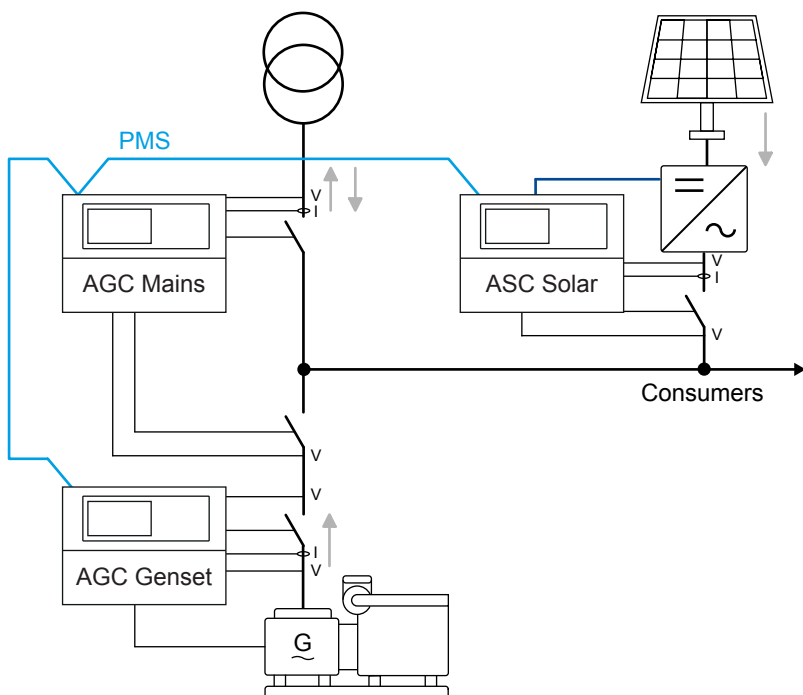 PMS
V
I
AGC Mains
V
I
ASC Solar
V
Consumers
V
V
I
V
AGC Genset
G